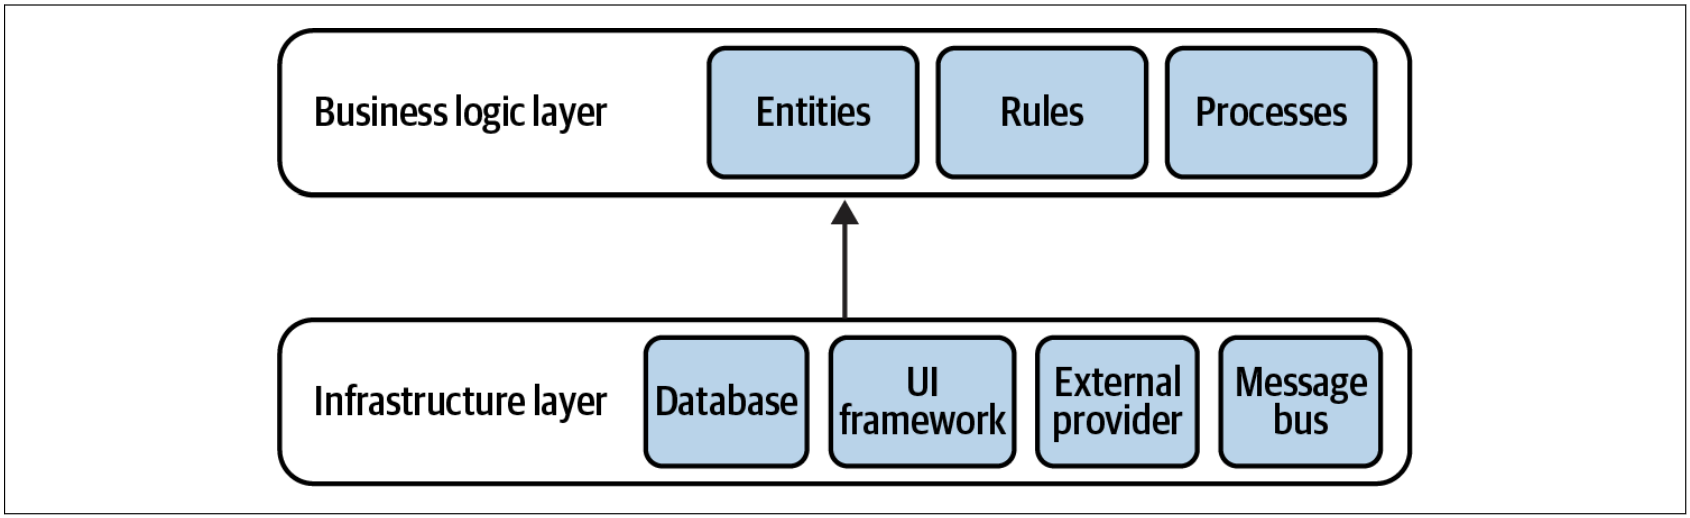 Business logic layer
Entities
Rules
Processes
Infrastructure layer
Database
UI
framework
External
provider
Message
bus